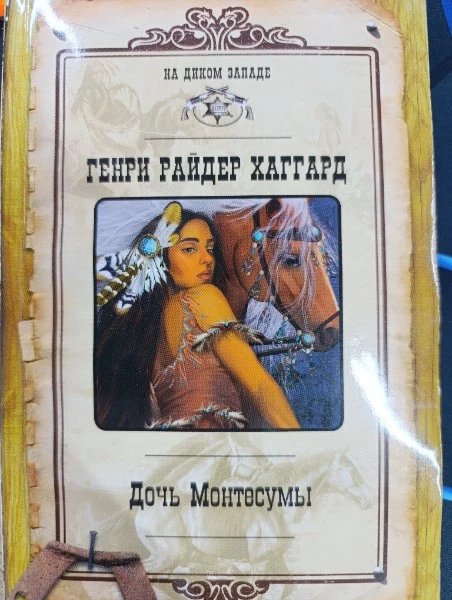 НА ДИКОМ ЗАПАДЕ
ГЕНРИ РАЙДЕР ХАГГАРД
Дочь Монтесумы